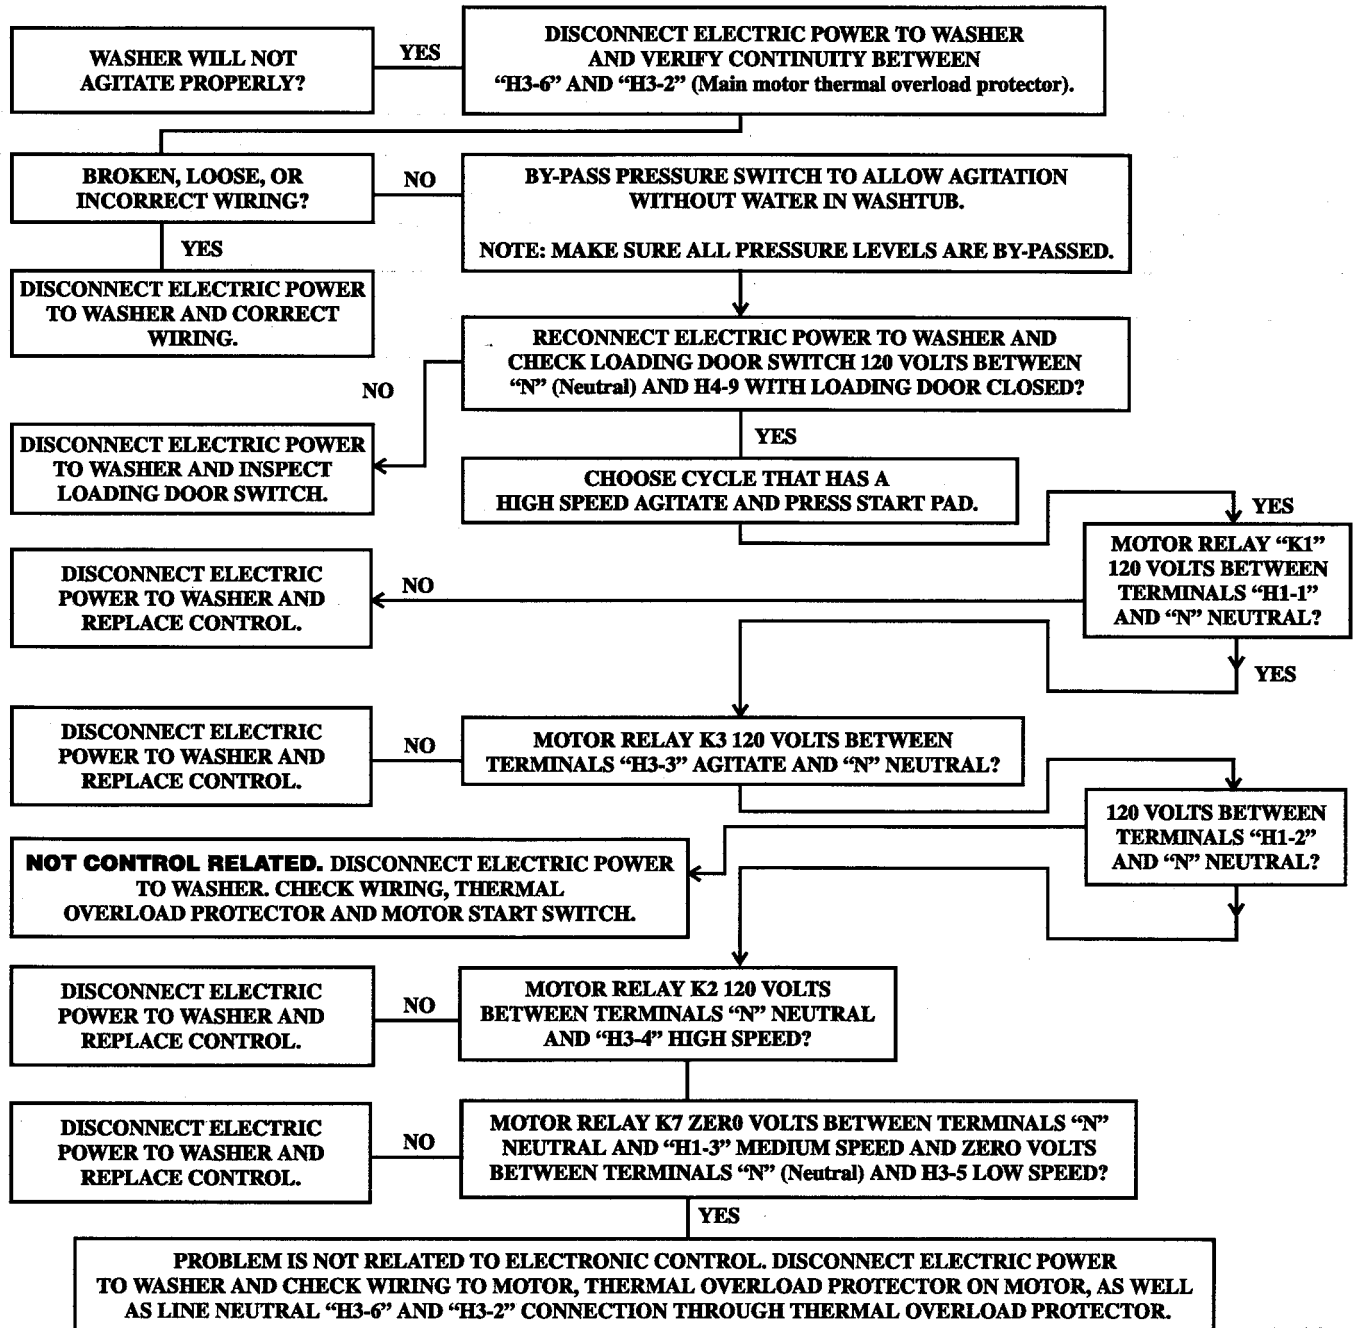 WASHER WILL NOT
AGITATE PROPERLY?
YES
DISCONNECT ELECTRIC POWER TO WASHER
AND VERIFY CONTINUITY BETWEEN
“H3-6” AND “H3-2” (Main motor thermal overload protector).
BROKEN, LOOSE, OR
INCORRECT WIRING?
NO
BY-PASS PRESSURE SWITCH TO ALLOW AGITATION
WITHOUT WATER IN WASHTUB.
NOTE: MAKE SURE ALL PRESSURE LEVELS ARE BY-PASSED.
YES
DISCONNECT ELECTRIC POWER
TO WASHER AND CORRECT
WIRING.
RECONNECT ELECTRIC POWER TO WASHER AND
CHECK LOADING DOOR SWITCH 120 VOLTS BETWEEN
“N” (Neutral) AND H4-9 WITH LOADING DOOR CLOSED?
NO
DISCONNECT ELECTRIC POWER
TO WASHER AND INSPECT
LOADING DOOR SWITCH.
YES
CHOOSE CYCLE THAT HAS A
HIGH SPEED AGITATE AND PRESS START PAD.
YES
MOTOR RELAY “K1”
120 VOLTS BETWEEN
TERMINALS “H1-1”
AND “N” NEUTRAL?
NO
DISCONNECT ELECTRIC
POWER TO WASHER AND
REPLACE CONTROL.
YES
MOTOR RELAY K3 120 VOLTS BETWEEN
TERMINALS “H3-3” AGITATE AND “N” NEUTRAL?
NO
DISCONNECT ELECTRIC
POWER TO WASHER AND
REPLACE CONTROL.
120 VOLTS BETWEEN
TERMINALS “H1-2”
AND “N” NEUTRAL?
NOT CONTROL RELATED. DISCONNECT ELECTRIC POWER
TO WASHER. CHECK WIRING, THERMAL
OVERLOAD PROTECTOR AND MOTOR START SWITCH.
MOTOR RELAY K2 120 VOLTS
BETWEEN TERMINALS “N” NEUTRAL
AND “H3-4” HIGH SPEED?
NO
DISCONNECT ELECTRIC
POWER TO WASHER AND
REPLACE CONTROL.
MOTOR RELAY K7 ZERO VOLTS BETWEEN TERMINALS “N”
NEUTRAL AND “H1-3” MEDIUM SPEED AND ZERO VOLTS
BETWEEN TERMINALS “N” (Neutral) AND H3-5 LOW SPEED?
NO
DISCONNECT ELECTRIC
POWER TO WASHER AND
REPLACE CONTROL.
YES
PROBLEM IS NOT RELATED TO ELECTRONIC CONTROL. DISCONNECT ELECTRIC POWER
TO WASHER AND CHECK WIRING TO MOTOR, THERMAL OVERLOAD PROTECTOR ON MOTOR, AS WELL
AS LINE NEUTRAL “H3-6” AND “H3-2” CONNECTION THROUGH THERMAL OVERLOAD PROTECTOR.